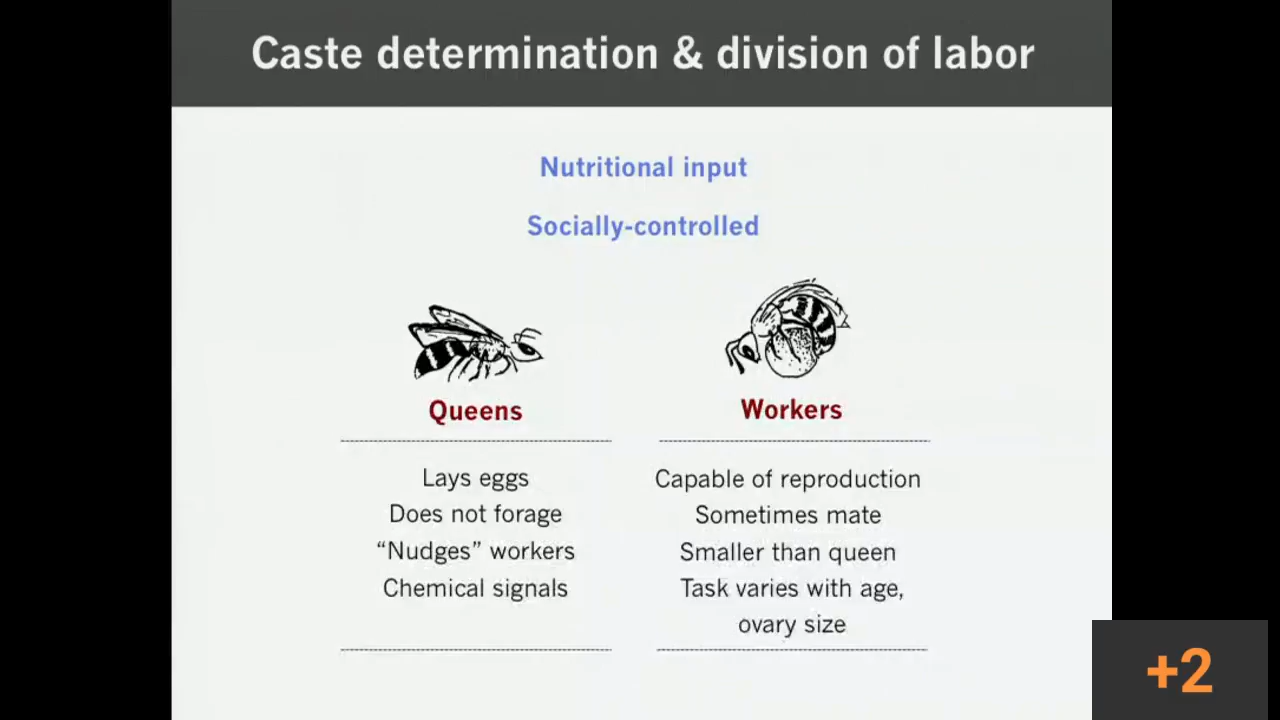 Caste determination & division of labor
Nutritional input
Socially-controlled
Queens
Lays eggs
Does not forage
“Nudges” workers
Chemical signals
Workers
Capable of reproduction
Sometimes mate
Smaller than queen
Task varies with age,
ovary size
+2